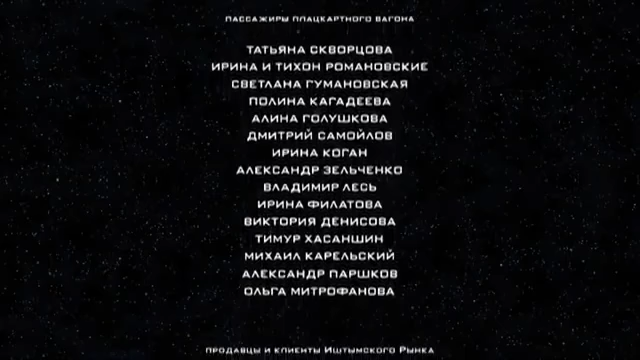 ПАССАЖИРЫ ПЛАЦКАРТНОГО ВАГОНА
ТАТЬЯНА СКВОРЦОВА
ИРИНА И ТИХОН РОМАНОВСКИЕ
СВЕТЛАНА ГУМАНОВСКАЯ
ПОЛИНА КАГАДЕЕВА
АЛИНА ГОЛУШКОВА
ДМИТРИЙ САМОЙЛОВ
ИРИНА КОГАН
АЛЕКСАНДР ЗЕЛЬЧЕНКО
ВЛАДИМИР ЛЕСЬ
ИРИНА ФИЛАТОВА
ВИКТОРИЯ ДЕНИСОВА
ТИМУР ХАСАНШИН
МИХАИЛ КАРЕЛЬСКИЙ
АЛЕКСАНДР ПАРШКОВ
ОЛЬГА МИТРОФАНОВА
ПРОДАВЦЫ И КЛИЕНТЫ ИШТЫМСКОГО РЫНКА